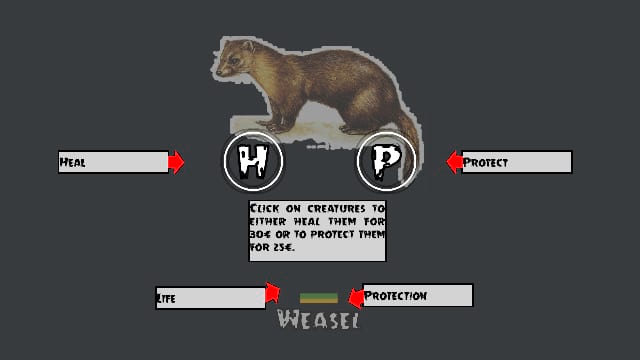 HEAL
H
P
PROTECT
CLICK ON CREATURES TO
EITHER HEAL THEM FOR
30€ OR TO PROTECT THEM
FOR 25€.
LIFE
PROTECTION
WEASEL